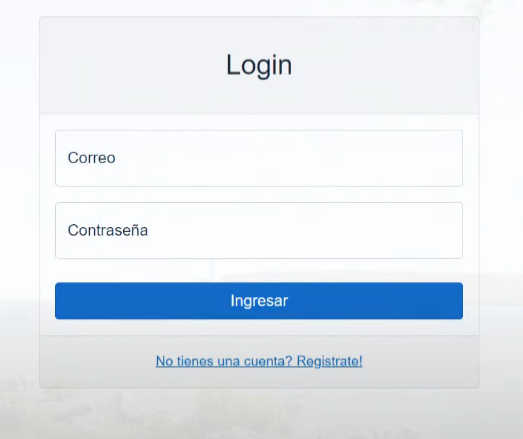 Login
Correo
Contraseña
Ingresar
No tienes una cuenta? Registrate!